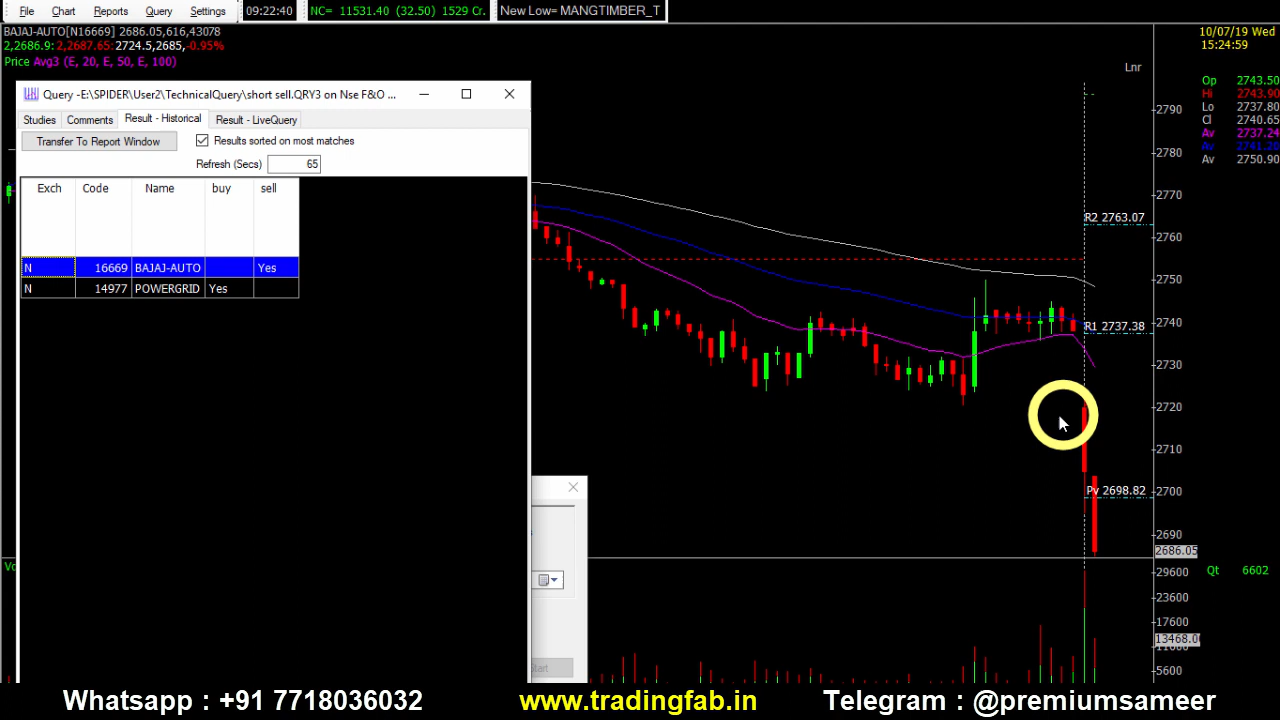 File Chart Reports Query Settings 09:22:40 NC= 11531.40 (32.50) 1529 Cr. New Low= MANGTIMBER_T
BAJAJ-AUTO[N16669] 2686.05,616,43078
2,2686.9: 2,2687.65: 2724.5,2685,-0.95%
Price Avg3 (E, 20, E, 50, E, 100)
10/07/19 Wed
15:24:59
Lnr
Op 2743.50
Hi 2743.90
Lo 2737.80
Cl 2740.65
Av 2737.24
Av 2741.26
Av 2750.90
Query -E:\SPIDER\User2\TechnicalQuery\short sell.QRY3 on Nse F&O ...
Studies Comments Result - Historical Result - LiveQuery
Transfer To Report Window Results sorted on most matches
Refresh (Secs) 65
Exch Code Name buy sell
N 16669 BAJAJ-AUTO Yes
N 14977 POWERGRID Yes
2790
2780
2770
R2 2763.07
2760
2750
2740
R1 2737.38
2730
2720
2710
2700
Pv 2698.82
2690
2686.05
29600
23600
17600
13468.0
5600
Qt 6602
Whatsapp : +91 7718036032 www.tradingfab.in Telegram : @premiumsameer